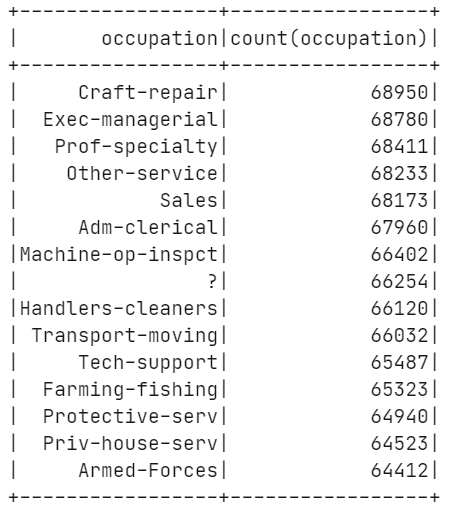 +-----------------+-----------------+
|       occupation|count(occupation)|
+-----------------+-----------------+
|     Craft-repair|            68950|
|  Exec-managerial|            68780|
|   Prof-specialty|            68411|
|    Other-service|            68233|
|            Sales|            68173|
|     Adm-clerical|            67960|
|Machine-op-inspct|            66402|
|                ?|            66254|
|Handlers-cleaners|            66120|
| Transport-moving|            66032|
|     Tech-support|            65487|
|  Farming-fishing|            65323|
|  Protective-serv|            64940|
|  Priv-house-serv|            64523|
|     Armed-Forces|            64412|
+-----------------+-----------------+